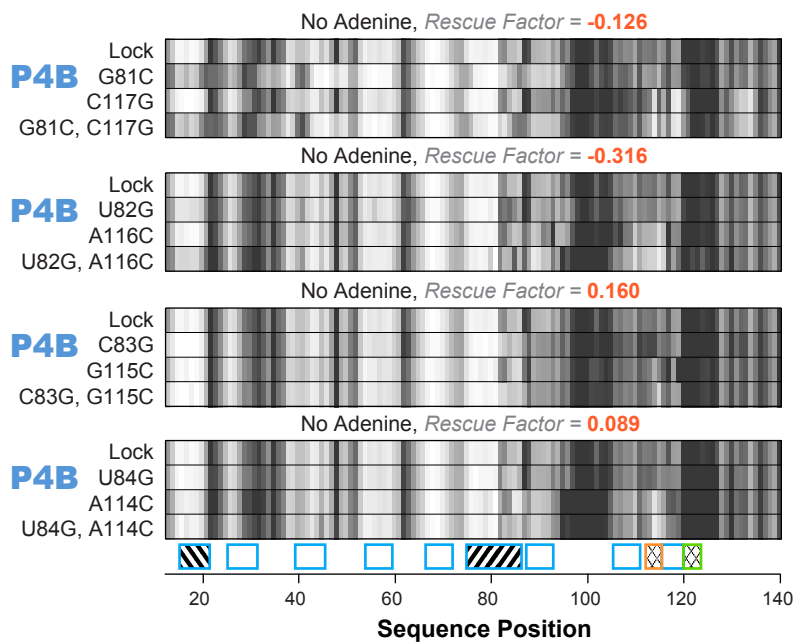 No Adenine, Rescue Factor = -0.126
Lock
P4B
G81C
C117G
G81C, C117G
No Adenine, Rescue Factor = -0.316
Lock
P4B
U82G
A116C
U82G, A116C
No Adenine, Rescue Factor = 0.160
Lock
P4B
C83G
G115C
C83G, G115C
No Adenine, Rescue Factor = 0.089
Lock
P4B
U84G
A114C
U84G, A114C
20 40 60 80 100 120 140
Sequence Position